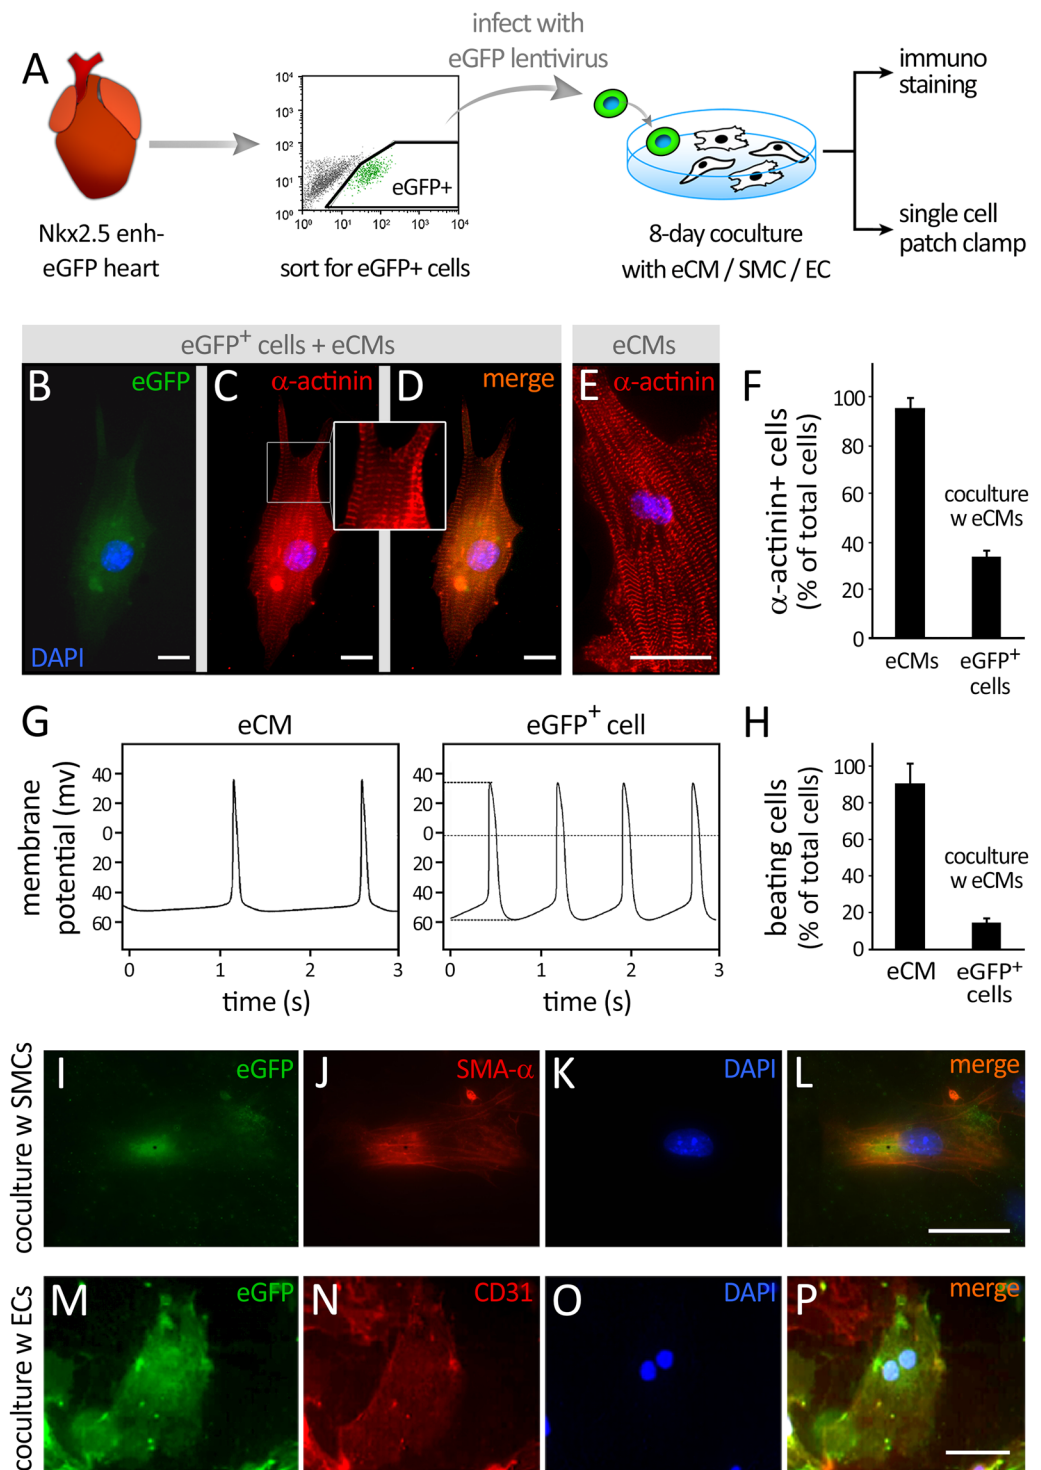 infect with
eGFP lentivirus
A
10⁴
10³
10²
10¹
10⁰
10⁰ 10¹ 10² 10³ 10⁴
eGFP+
immuno
staining
single cell
patch clamp
Nkx2.5 enh-
eGFP heart
sort for eGFP+ cells
8-day coculture
with eCM / SMC / EC
eGFP⁺ cells + eCMs
eCMs
B eGFP
DAPI
C α-actinin
D merge
E α-actinin
F
α-actinin+ cells
(% of total cells)
100
80
60
40
20
0
coculture
w eCMs
eCMs
eGFP⁺
cells
G
eCM
eGFP⁺ cell
membrane
potential (mv)
40
20
0
20
40
60
0 1 2 3
time (s)
40
20
0
20
40
60
0 1 2 3
time (s)
H
beating cells
(% of total cells)
100
80
60
40
20
0
coculture
w eCMs
eCM
eGFP⁺
cells
coculture w SMCs
I eGFP
J SMA-α
K DAPI
L merge
coculture w ECs
M eGFP
N CD31
O DAPI
P merge